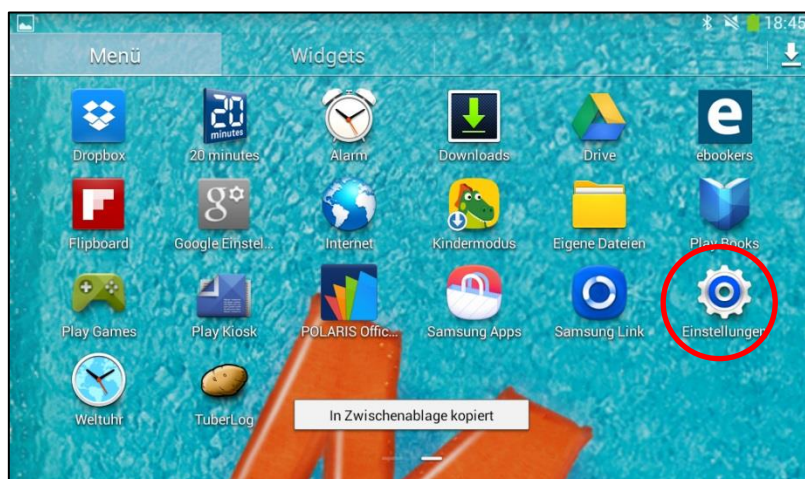 18:45
Menü Widgets
20
minutes
e
Dropbox 20 minutes Alarm Downloads Drive ebookers
g
Flipboard Google Einstel... Internet Kindermodus Eigene Dateien Play Books
Play Games Play Kiosk POLARIS Offic... Samsung Apps Samsung Link Einstellungen
Weltuhr TuberLog
In Zwischenablage kopiert